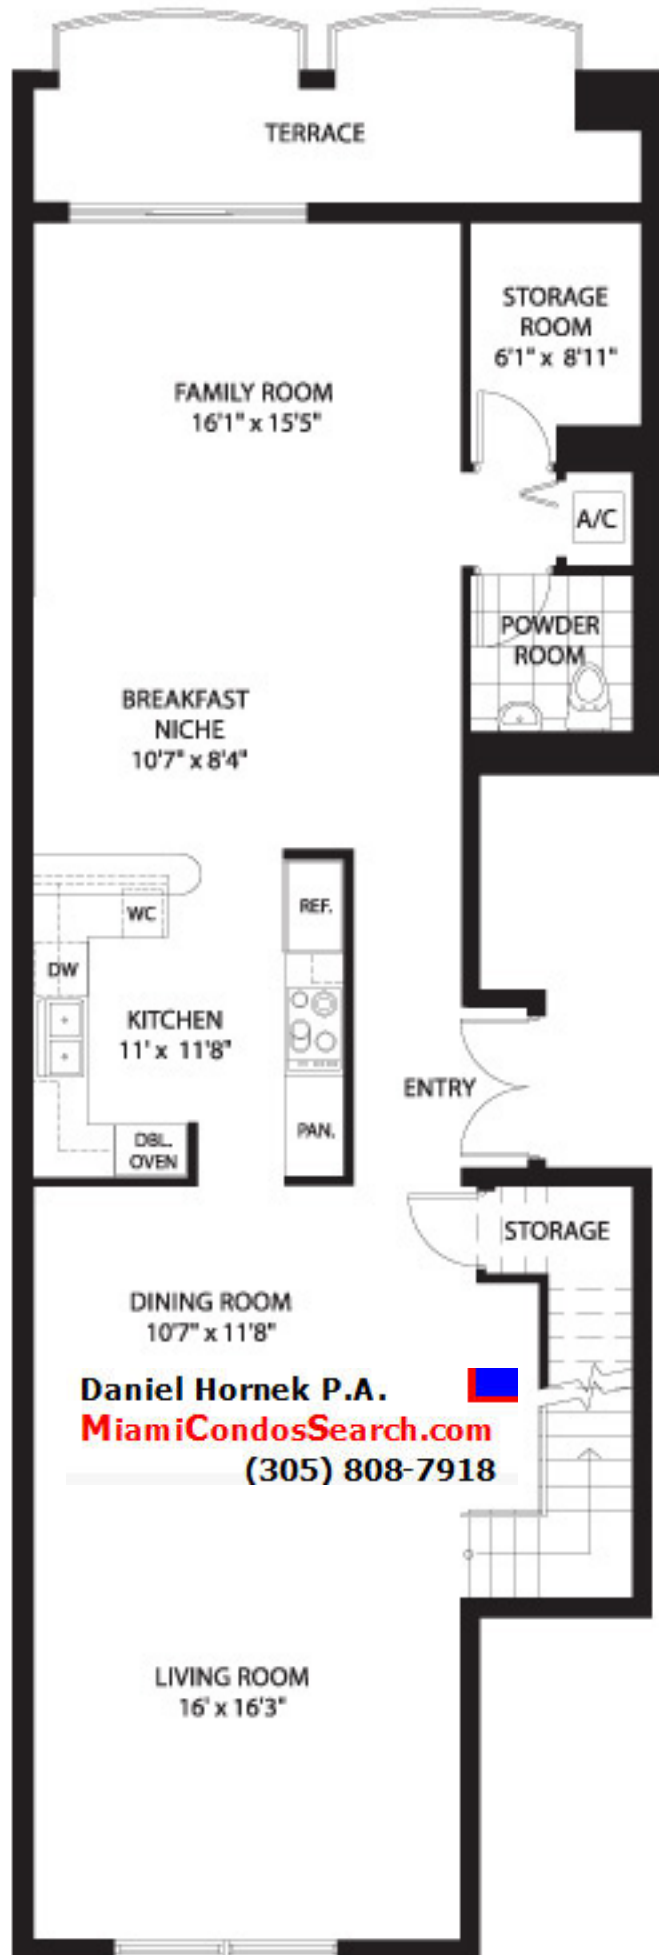 TERRACE
STORAGE
ROOM
6'1" x 8'11"
FAMILY ROOM
16'1" x 15'5"
A/C
POWDER
ROOM
BREAKFAST
NICHE
10'7" x 8'4"
REF.
WC
DW
KITCHEN
11' x 11'8"
ENTRY
PAN.
DBL.
OVEN
STORAGE
DINING ROOM
10'7" x 11'8"
Daniel Hornek P.A.
MiamiCondosSearch.com
(305) 808-7918
LIVING ROOM
16' x 16'3"